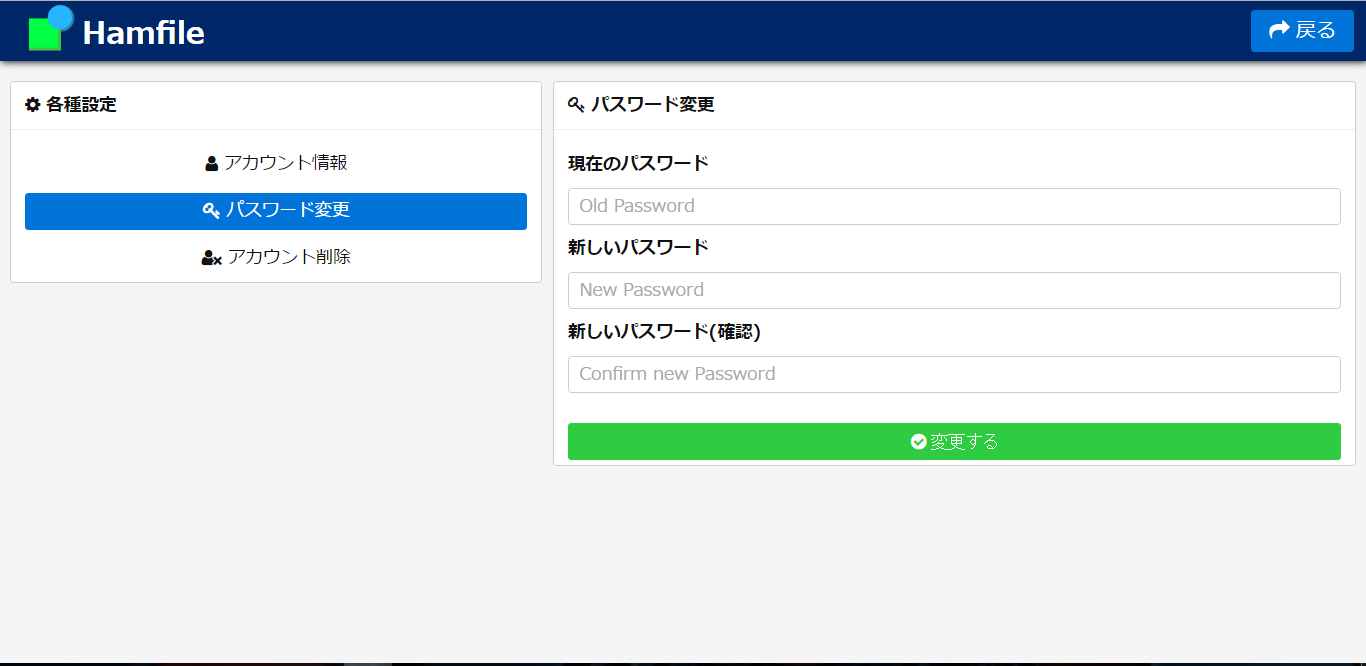 Hamfile
戻る
各種設定
アカウント情報
パスワード変更
アカウント削除
パスワード変更
現在のパスワード
Old Password
新しいパスワード
New Password
新しいパスワード(確認)
Confirm new Password
変更する